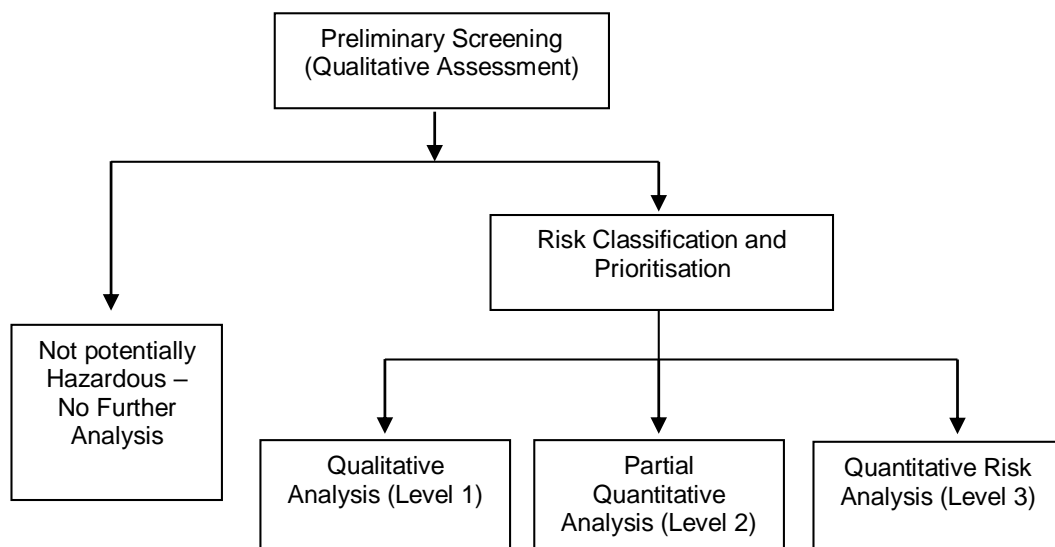 Preliminary Screening
(Qualitative Assessment)
Risk Classification and
Prioritisation
Not potentially
Hazardous –
No Further
Analysis
Qualitative
Analysis (Level 1)
Partial
Quantitative
Analysis (Level 2)
Quantitative Risk
Analysis (Level 3)